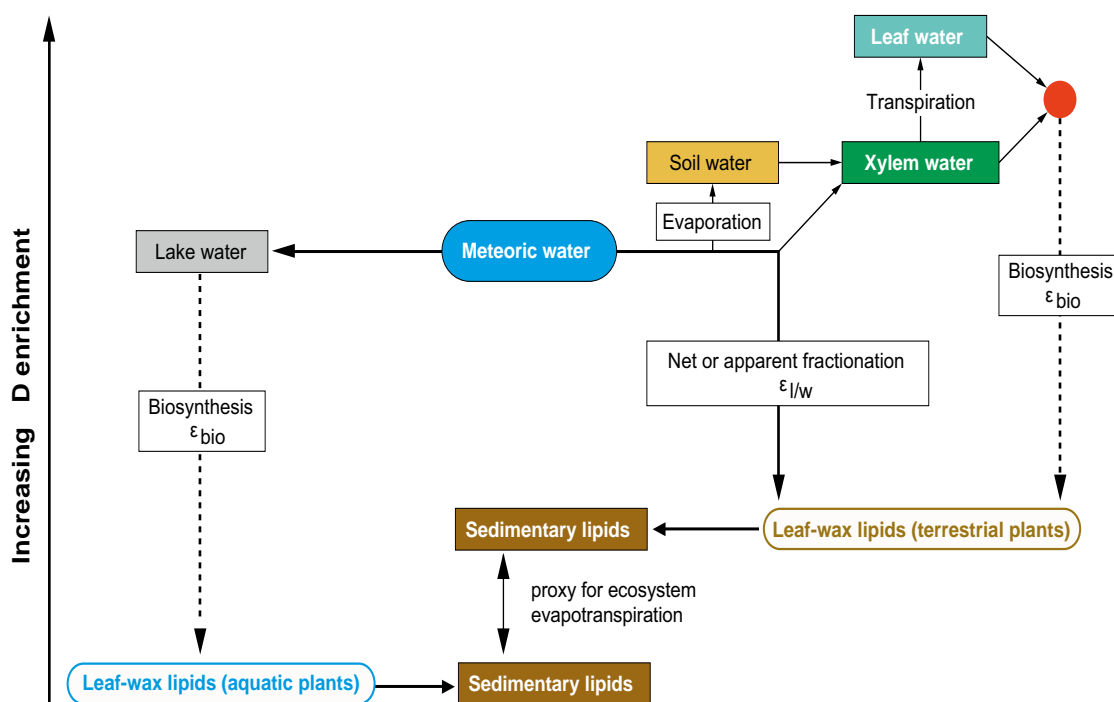 Increasing D enrichment
Leaf water
Transpiration
Soil water
Xylem water
Evaporation
Lake water
Meteoric water
Biosynthesis
εbio
Net or apparent fractionation
εl/w
Biosynthesis
εbio
Sedimentary lipids
Leaf-wax lipids (terrestrial plants)
proxy for ecosystem
evapotranspiration
Leaf-wax lipids (aquatic plants)
Sedimentary lipids